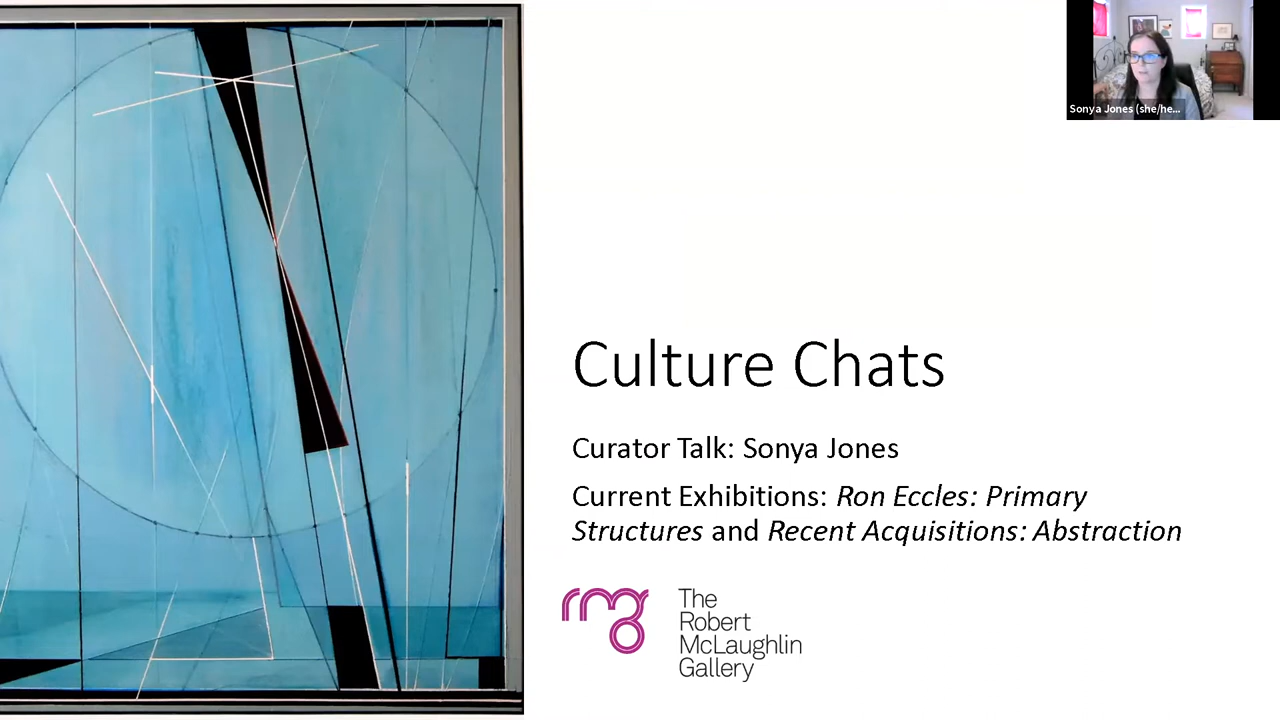 Sonya Jones (she/he...
Culture Chats
Curator Talk: Sonya Jones
Current Exhibitions: Ron Eccles: Primary
Structures and Recent Acquisitions: Abstraction
rmg
The
Robert
McLaughlin
Gallery